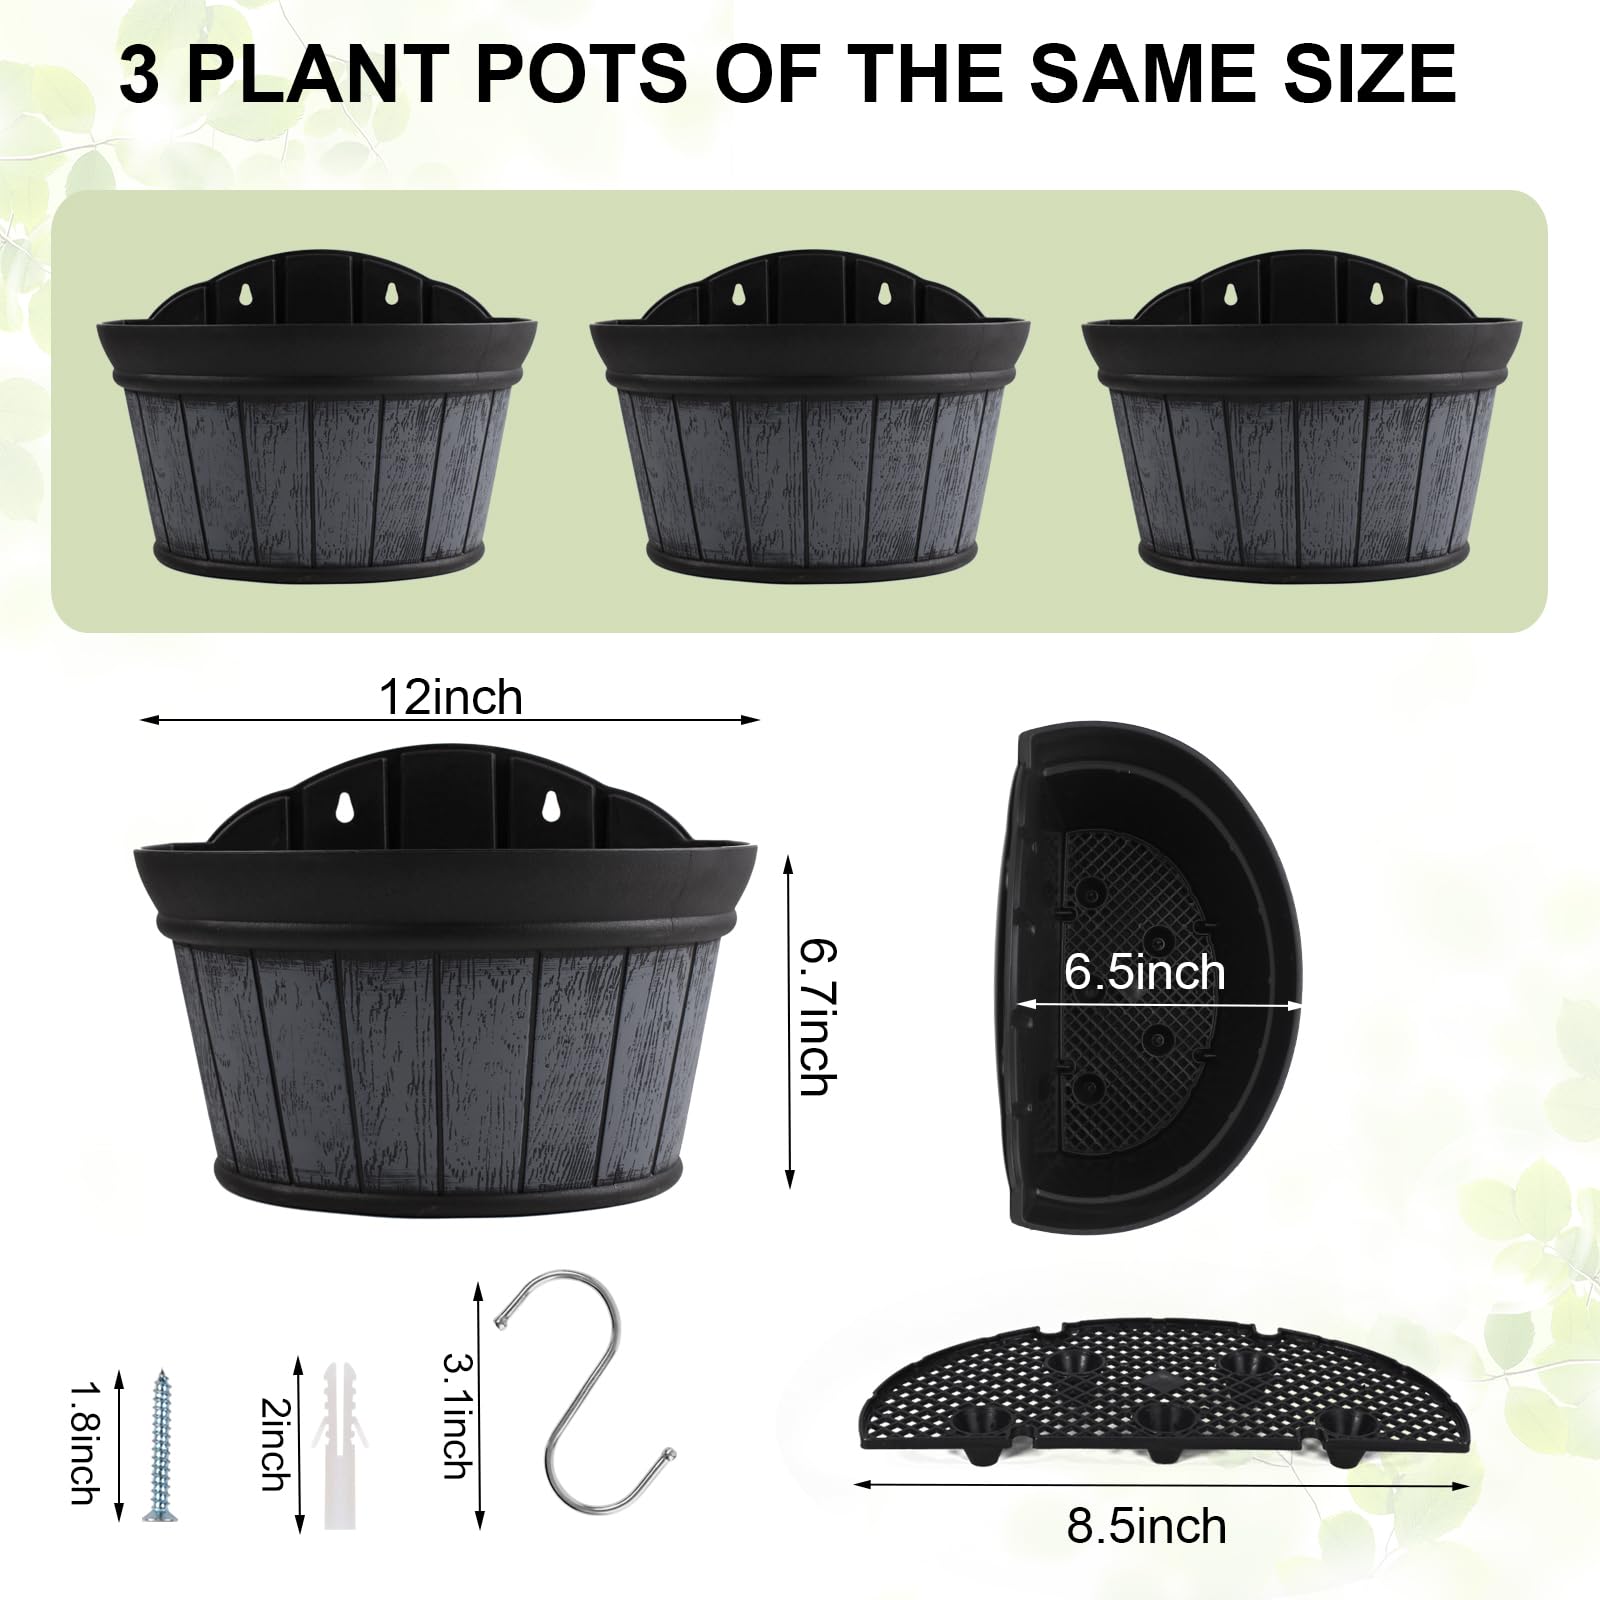 3 PLANT POTS OF THE SAME SIZE
12inch
6.7inch
6.5inch
1.8inch
2inch
3.1inch
8.5inch